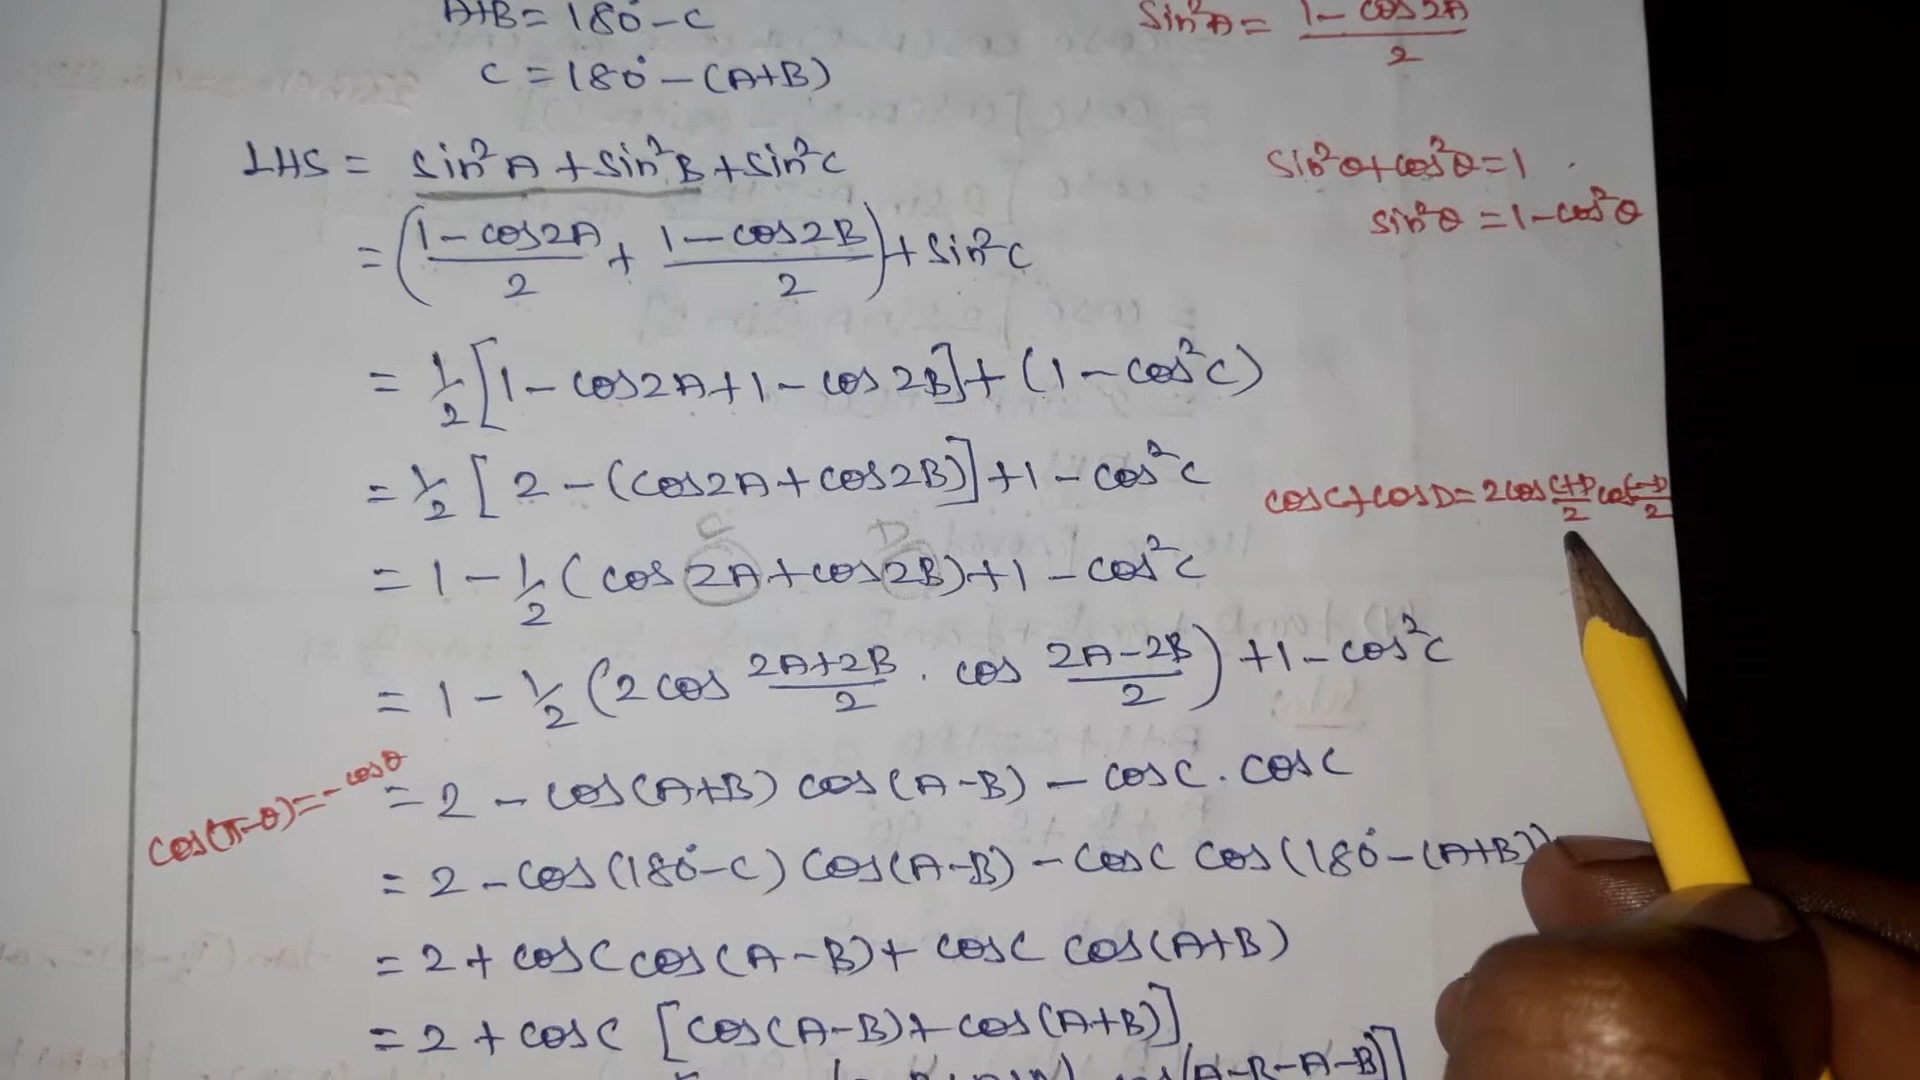 A+B = 180° - C
Sin²A = 1 - cos2A / 2
C = 180° - (A+B)
LHS = sin²A + sin²B + sin²C
Sin²θ + cos²θ = 1
sin²θ = 1 - cos²θ
= (1 - cos2A / 2 + 1 - cos2B / 2) + sin²C
= 1/2 [1 - cos2A + 1 - cos2B] + (1 - cos²C)
= 1/2 [2 - (cos2A + cos2B)] + 1 - cos²C
cosC + cosD = 2cos C+D/2 cos C-D/2
C D
= 1 - 1/2 (cos2A + cos2B) + 1 - cos²C
= 1 - 1/2 (2cos 2A+2B/2 . cos 2A-2B/2) + 1 - cos²C
cos(π-θ) = -cosθ
= 2 - cos(A+B) cos(A-B) - cosC . cosC
= 2 - cos(180°-C) cos(A-B) - cosC cos(180°-(A+B))
= 2 + cosC cos(A-B) + cosC cos(A+B)
= 2 + cosC [cos(A-B) + cos(A+B)]
(A-B-A-B)]